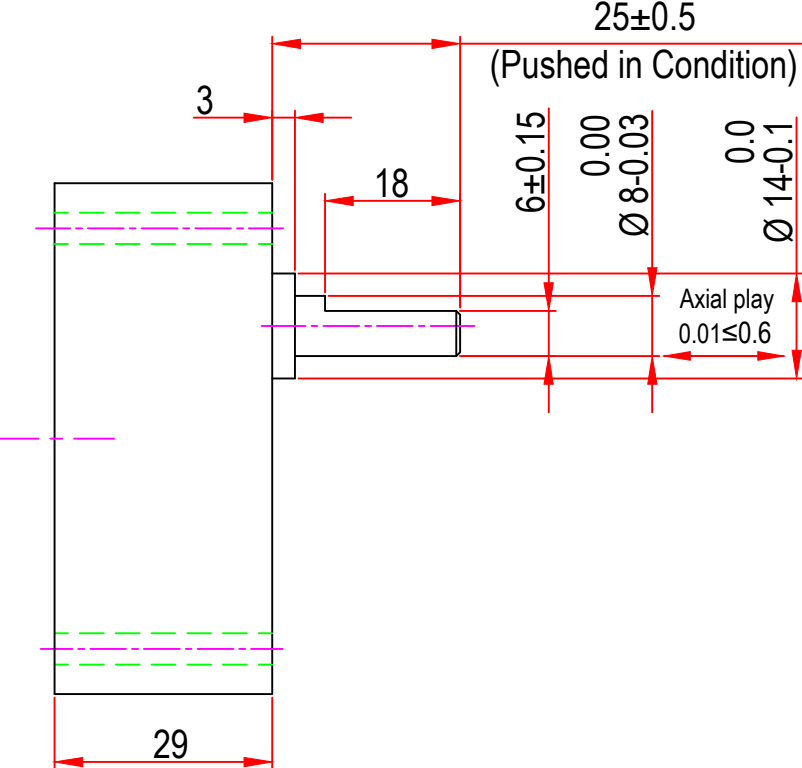 25±0.5
(Pushed in Condition)
3
18
6±0.15
0.00
Ø 8-0.03
0.0
Ø 14-0.1
Axial play
0.01≤0.6
29